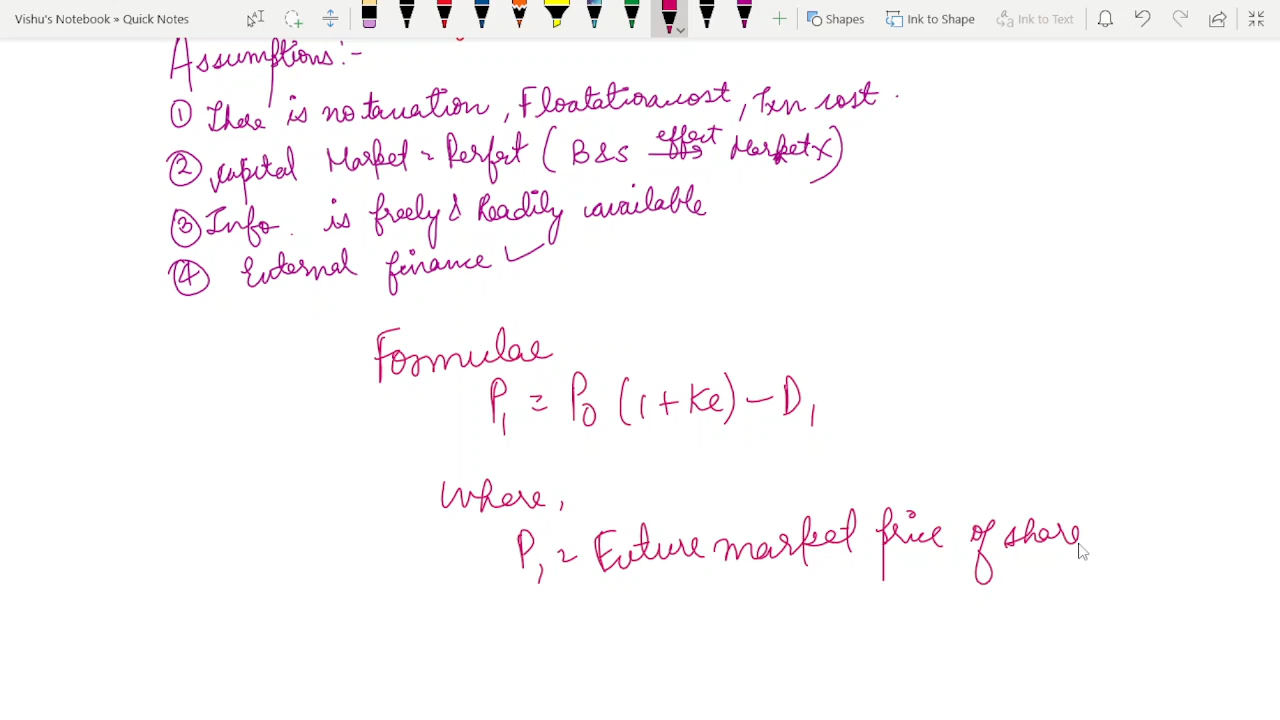 Vishu's Notebook » Quick Notes
Shapes
Ink to Shape
Ink to Text
Assumptions :-
① There is no taxation, Floatation cost, Txn cost.
② Capital Market = Perfect ( B&S effect Market X )
③ Info. is freely & Readily available
④ External finance ✓
Formulae
P₁ = P₀ (1+Ke) - D₁
where,
P₁ = Future market price of share